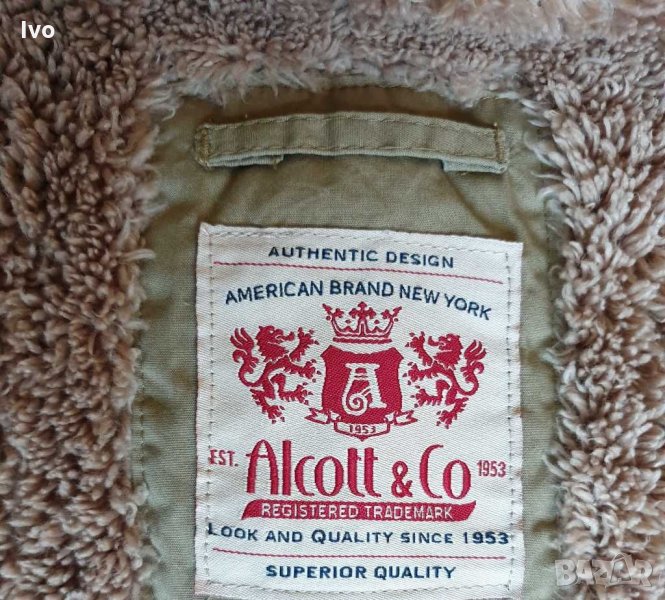 Ivo
AUTHENTIC DESIGN
AMERICAN BRAND NEW YORK
A
1953
EST. Alcott & Co 1953
REGISTERED TRADEMARK
LOOK AND QUALITY SINCE 1953
SUPERIOR QUALITY
BAZAR